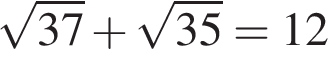 √37 + √35 = 12